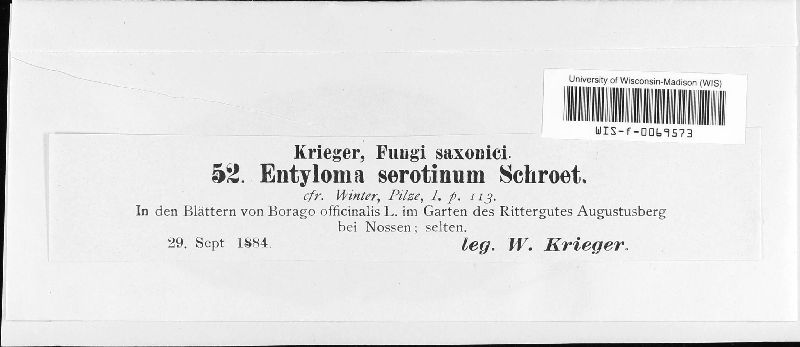 University of Wisconsin-Madison (WIS)
WIS-f-0069573
Krieger, Fungi saxonici.
52. Entyloma serotinum Schroet.
cfr. Winter, Pilze, I. p. 113.
In den Blättern von Borago officinalis L. im Garten des Rittergutes Augustusberg
bei Nossen; selten.
29. Sept 1884.
leg. W. Krieger.